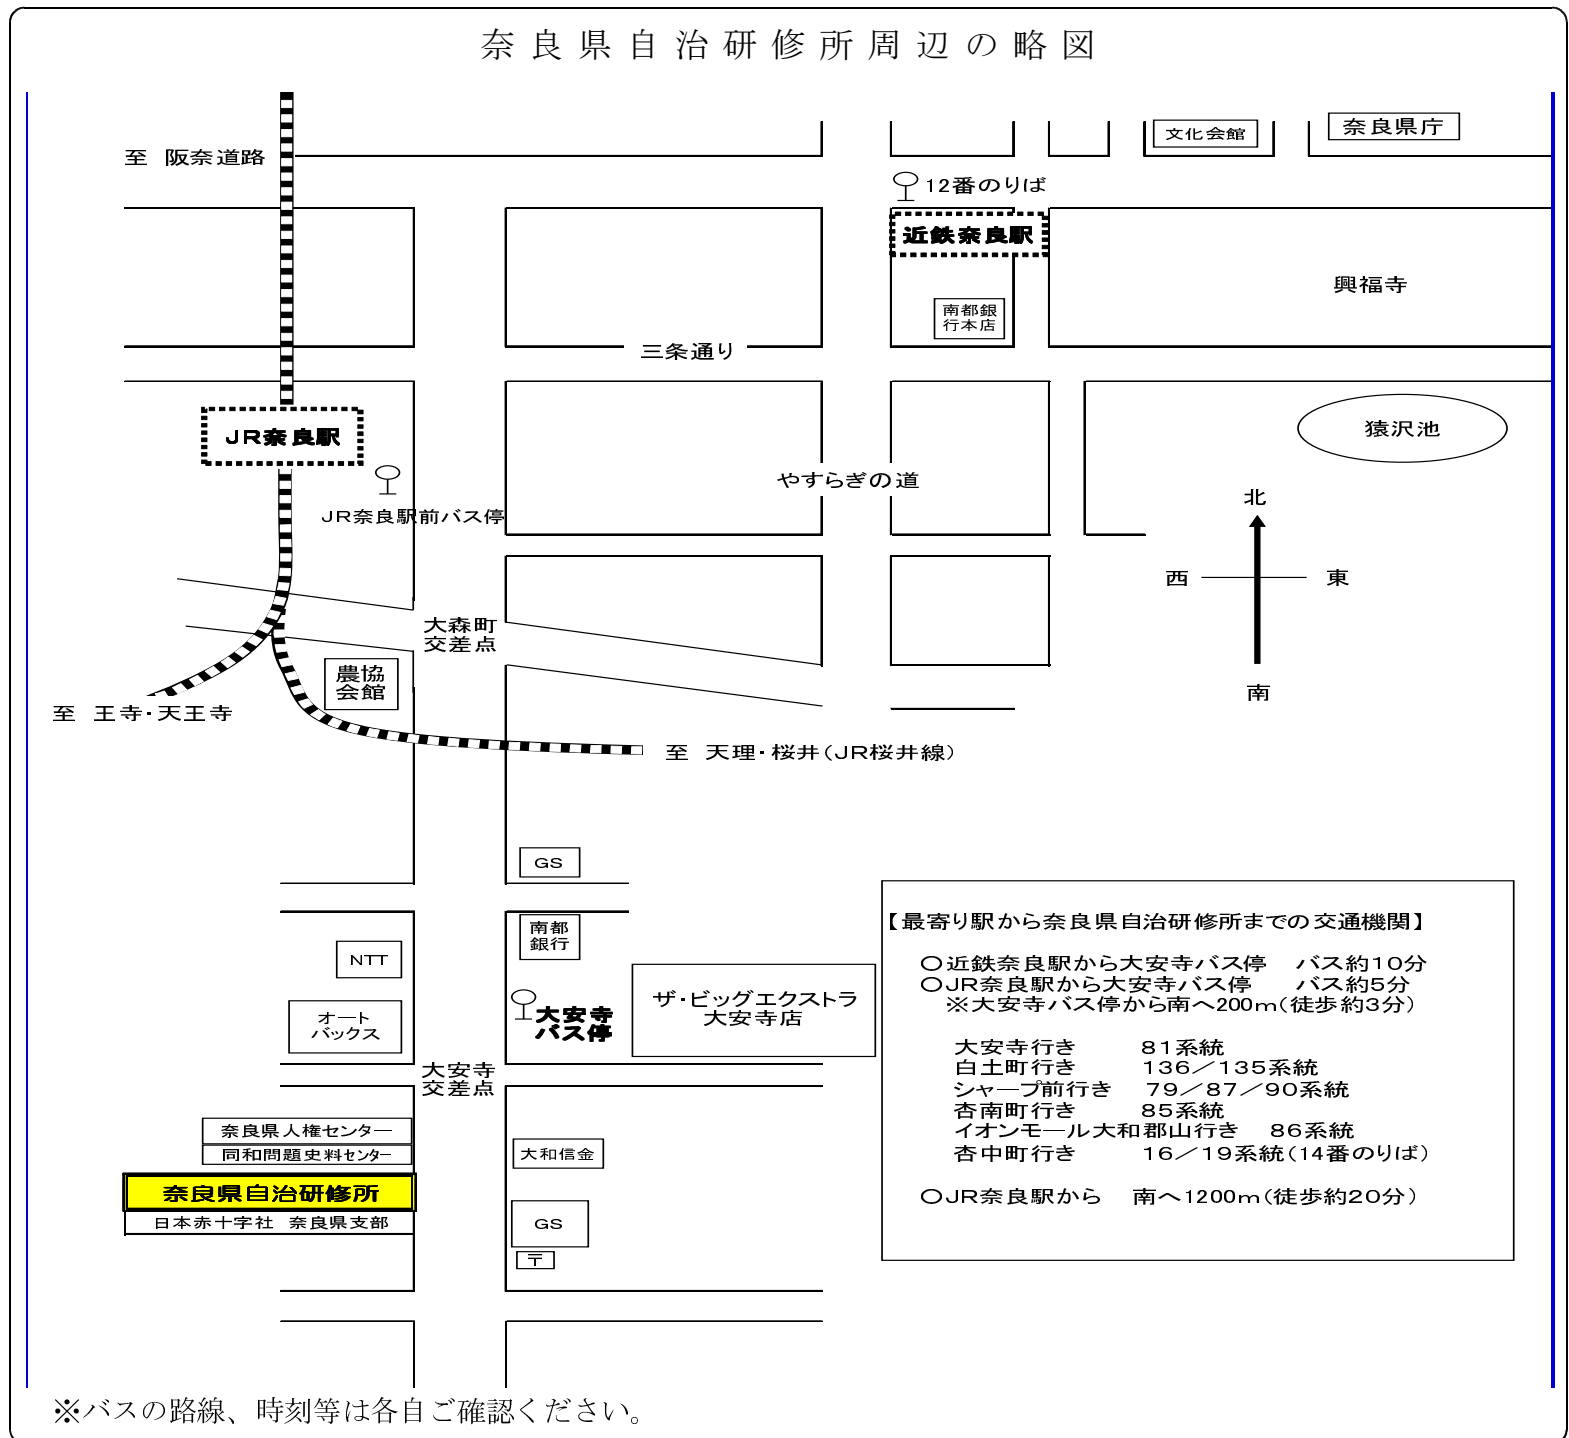 奈良県自治研修所周辺の略図
文化会館
奈良県庁
至 阪奈道路
12番のりば
近鉄奈良駅
興福寺
南都銀
行本店
三条通り
JR奈良駅
猿沢池
やすらぎの道
北
JR奈良駅前バス停
西
東
大森町
交差点
農協
会館
南
至 王寺・天王寺
至 天理・桜井(JR桜井線)
GS
南都
銀行
NTT
ザ・ビッグエクストラ
大安寺店
オート
バックス
大安寺
バス停
大安寺
交差点
奈良県人権センター
同和問題史料センター
大和信金
奈良県自治研修所
日本赤十字社 奈良県支部
GS
〒
【最寄り駅から奈良県自治研修所までの交通機関】
○近鉄奈良駅から大安寺バス停 バス約10分
○JR奈良駅から大安寺バス停 バス約5分
※大安寺バス停から南へ200m(徒歩約3分)
大安寺行き 81系統
白土町行き 136/135系統
シャープ前行き 79/87/90系統
杏南町行き 85系統
イオンモール大和郡山行き 86系統
杏中町行き 16/19系統(14番のりば)
○JR奈良駅から 南へ1200m(徒歩約20分)
※バスの路線、時刻等は各自ご確認ください。